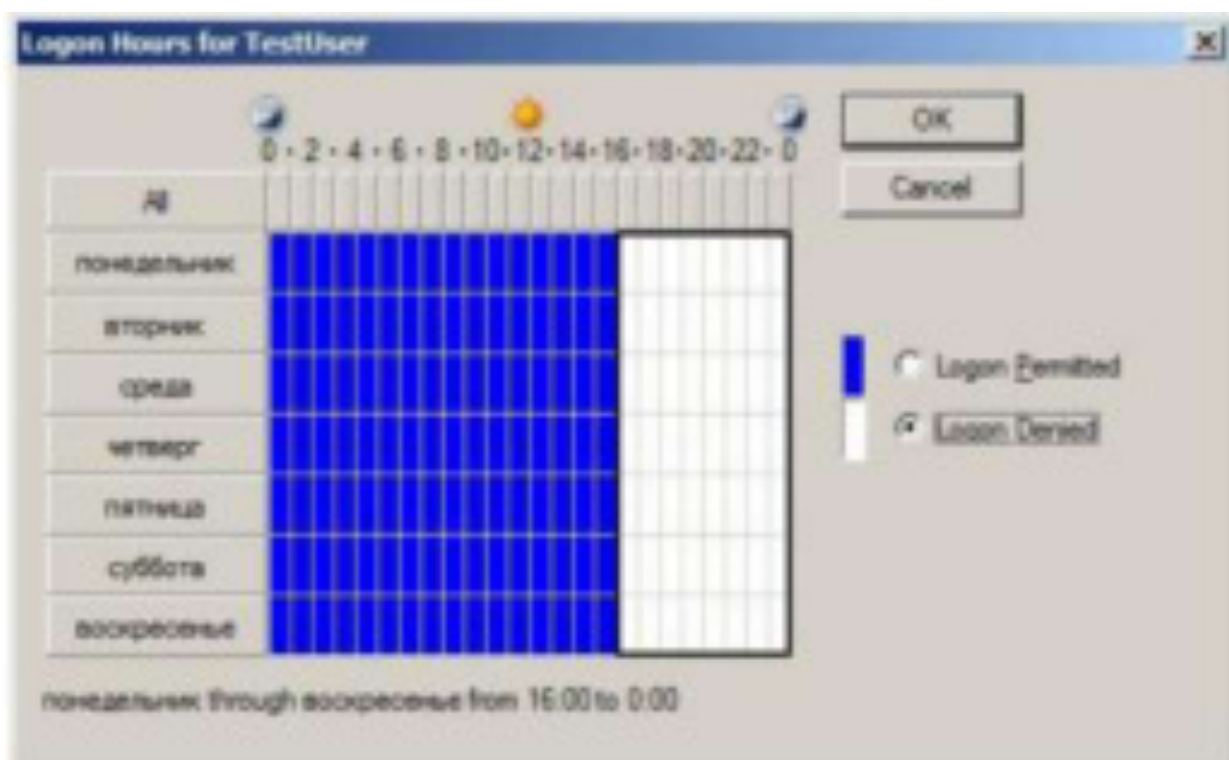 Logon Hours for TestUser
0 · 2 · 4 · 6 · 8 · 10 · 12 · 14 · 16 · 18 · 20 · 22 · 0
OK
All
Cancel
понедельник
вторник
среда
Logon Permitted
четверг
Logon Denied
пятница
суббота
воскресенье
понедельник through воскресенье from 16:00 to 0:00